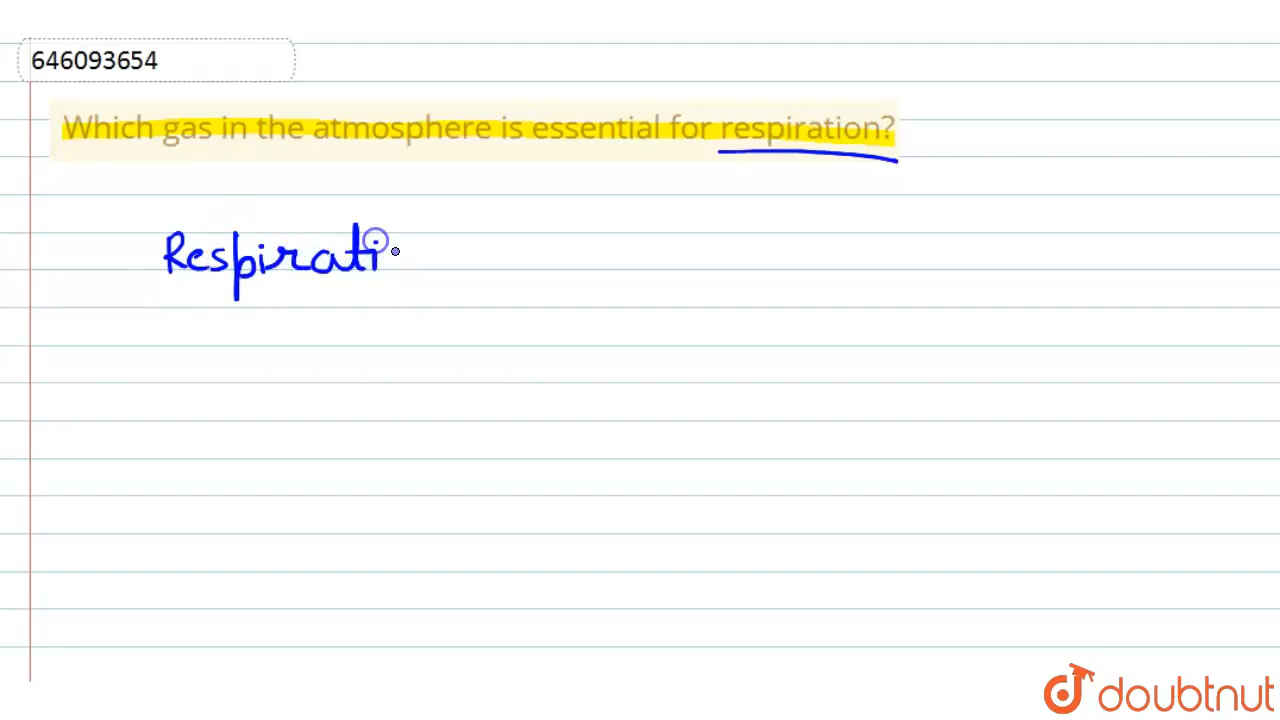 646093654
Which gas in the atmosphere is essential for respiration?
Respirati
doubtnut